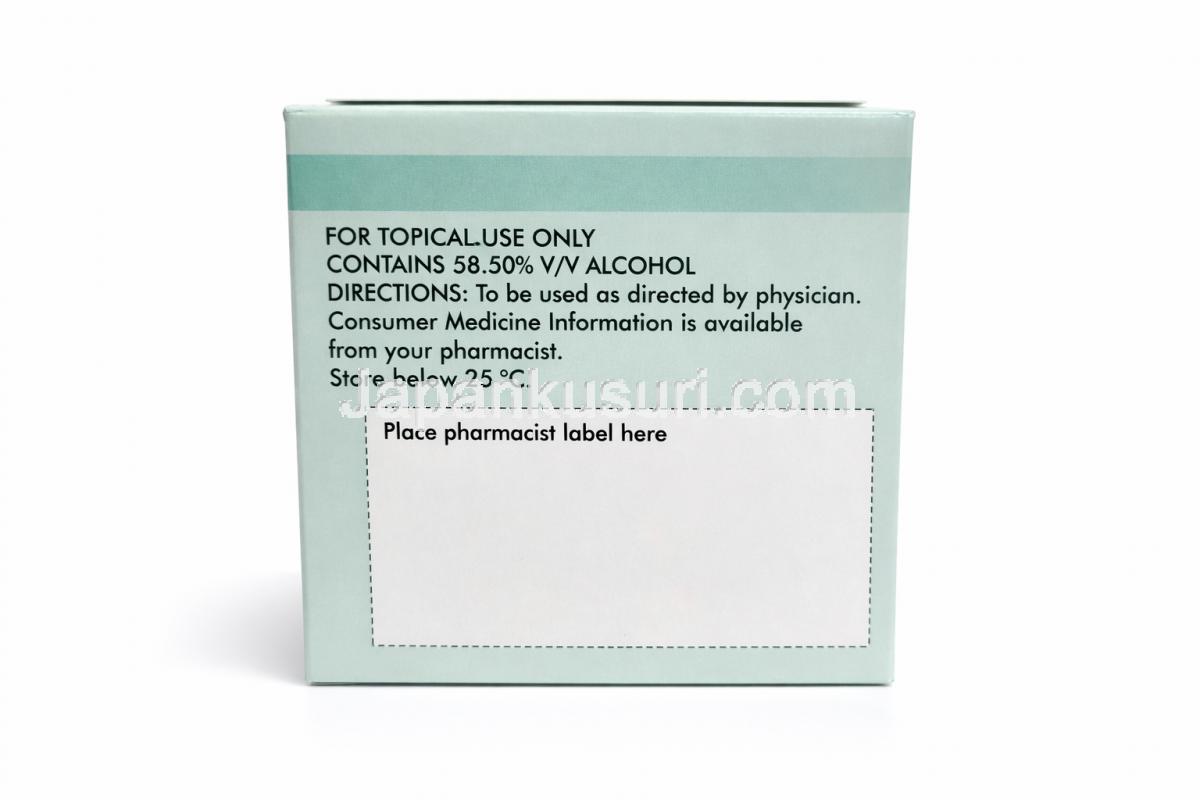 FOR TOPICAL USE ONLY
CONTAINS 58.50% V/V ALCOHOL
DIRECTIONS: To be used as directed by physician.
Consumer Medicine Information is available
from your pharmacist.
Store below 25 °C.
Japankusuri.com
Place pharmacist label here